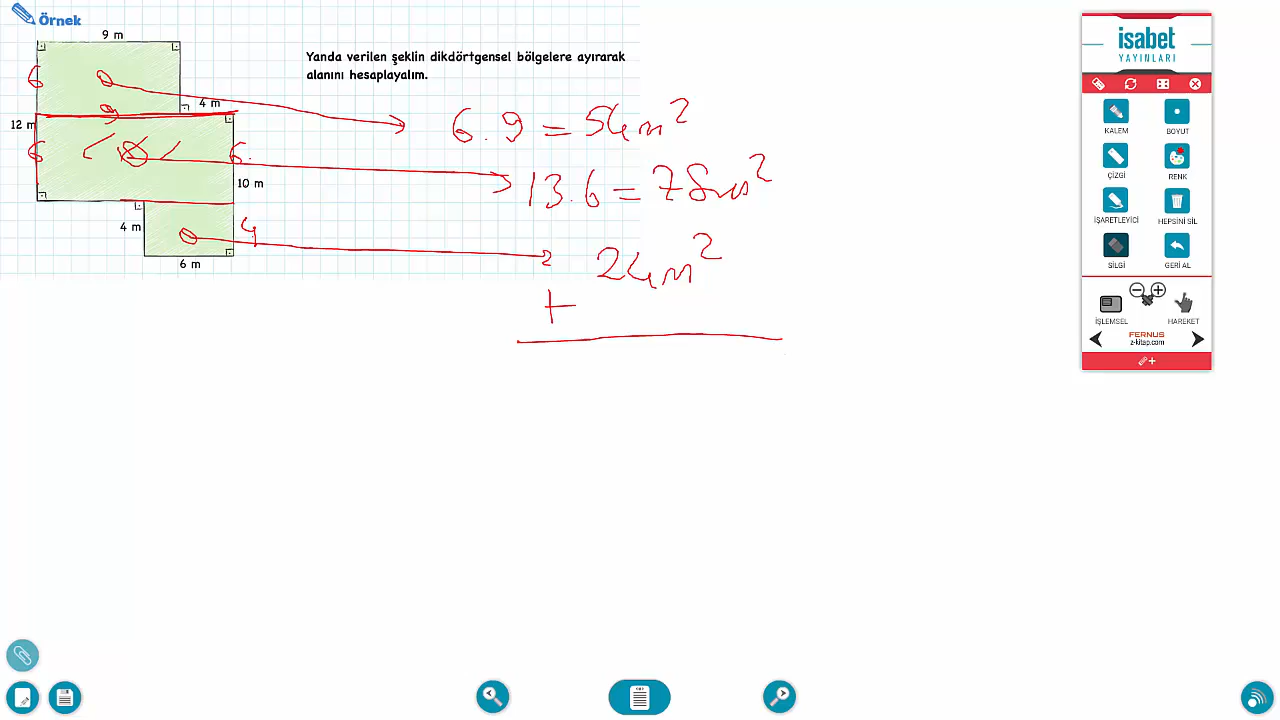 Örnek
9 m
Yanda verilen şeklin dikdörtgensel bölgelere ayırarak
alanını hesaplayalım.
6
9
4 m
12 m
6
6.
10 m
4 m
4
6 m
6.9 = 54m²
13.6 = 78m²
24m²
+
isabet
YAYINLARI
KALEM
BOYUT
ÇİZGİ
RENK
İŞARETLEYİCİ
HEPSİNİ SİL
SİLGİ
GERİ AL
İŞLEMSEL
HAREKET
FERNUS
z-kitap.com